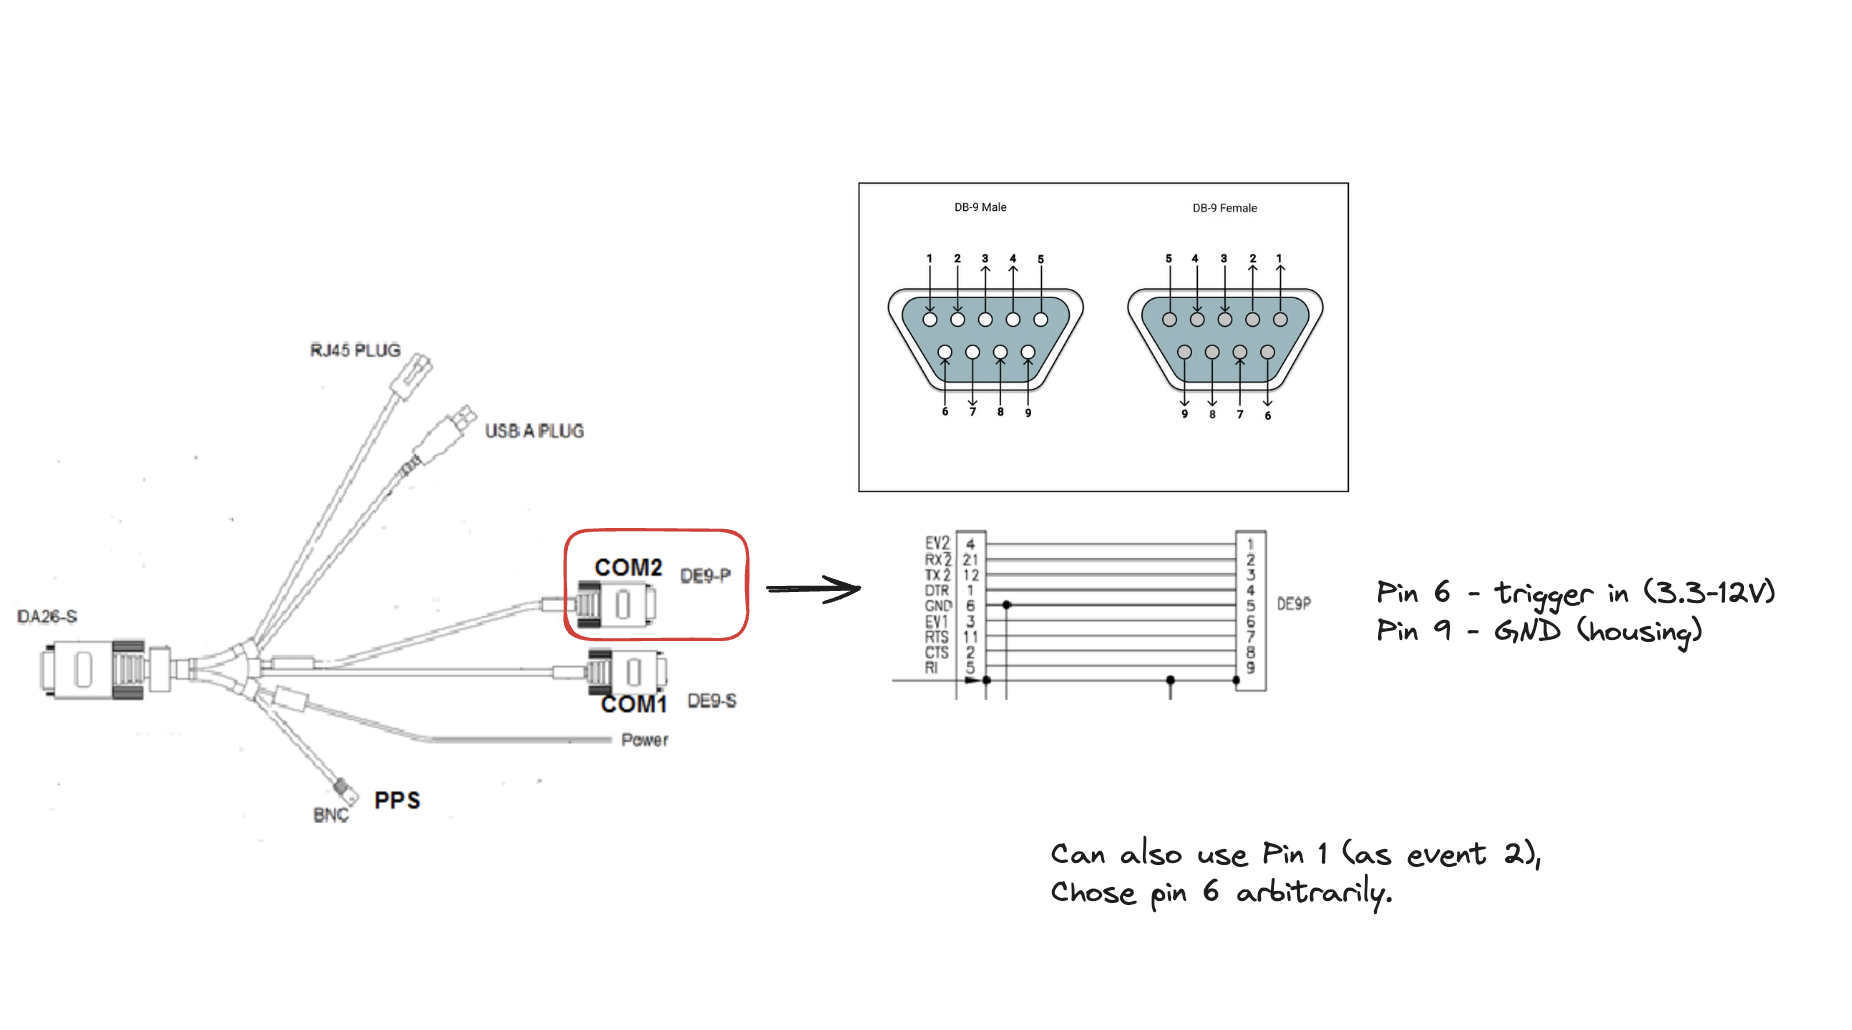 DB-9 Male
DB-9 Female
1 2 3 4 5
5 4 3 2 1
6 7 8 9
9 8 7 6
RJ45 PLUG
USB A PLUG
COM2
DE9-P
DA26-S
COM1
DE9-S
Power
PPS
BNC
EV2 4 1
RX2 21 2
TX2 12 3
DTR 1 4
GND 6 5
EV1 3 6
RTS 11 7
CTS 2 8
RI 5 9
DE9P
Pin 6 - trigger in (3.3-12V)
Pin 9 - GND (housing)
Can also use Pin 1 (as event 2),
Chose pin 6 arbitrarily.